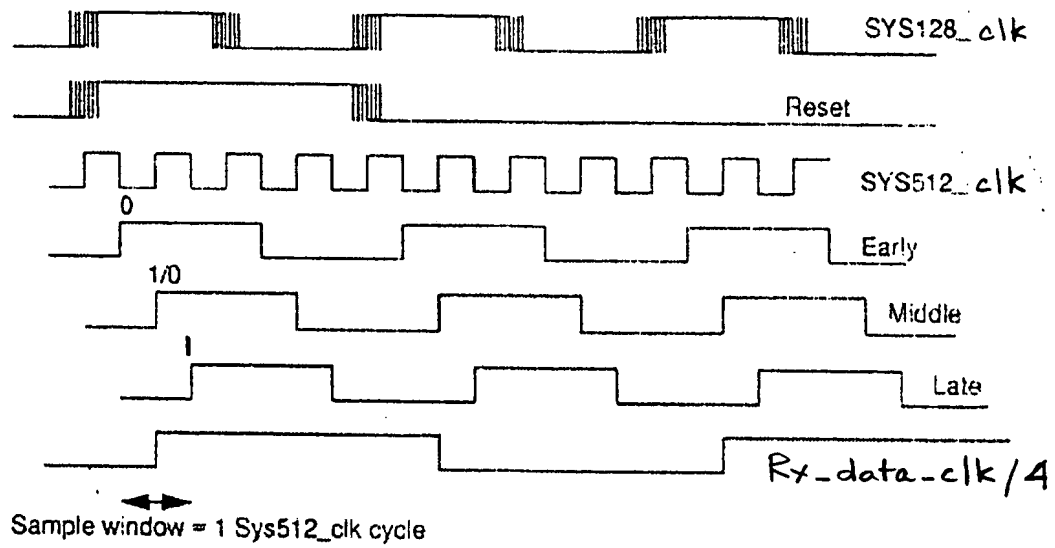 SYS128_clk
Reset
SYS512_clk
0
Early
1/0
Middle
1
Late
Rx_data_clk/4
Sample window = 1 Sys512_clk cycle